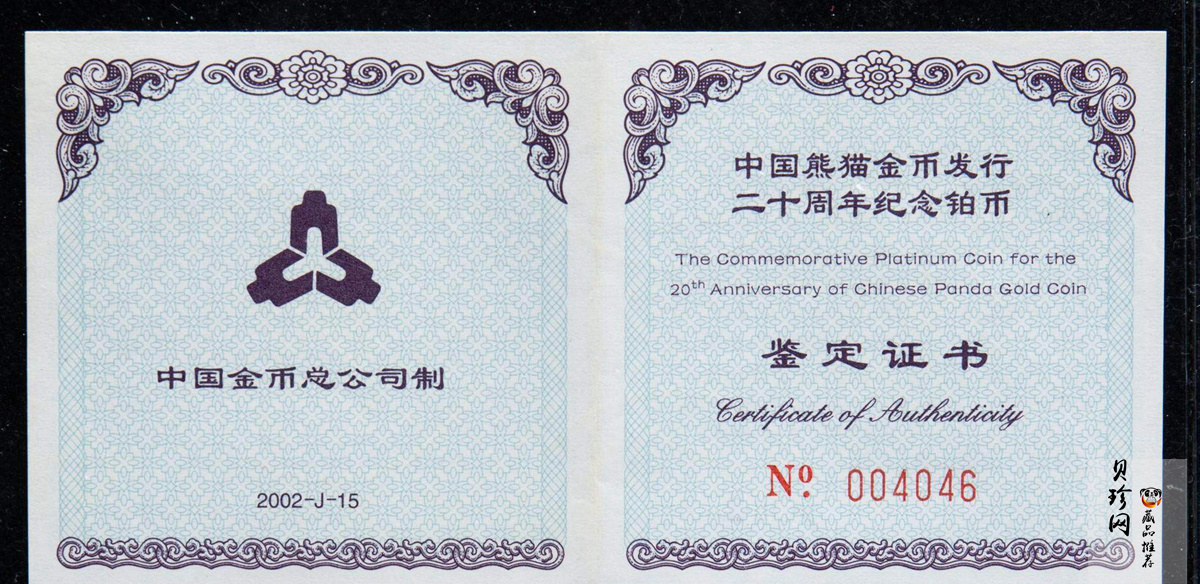 中国金币总公司制
2002-J-15
中国熊猫金币发行
二十周年纪念铂币
The Commemorative Platinum Coin for the
20th Anniversary of Chinese Panda Gold Coin
鉴定证书
Certificate of Authenticity
Nº. 004046
贝珍网
藏品推荐